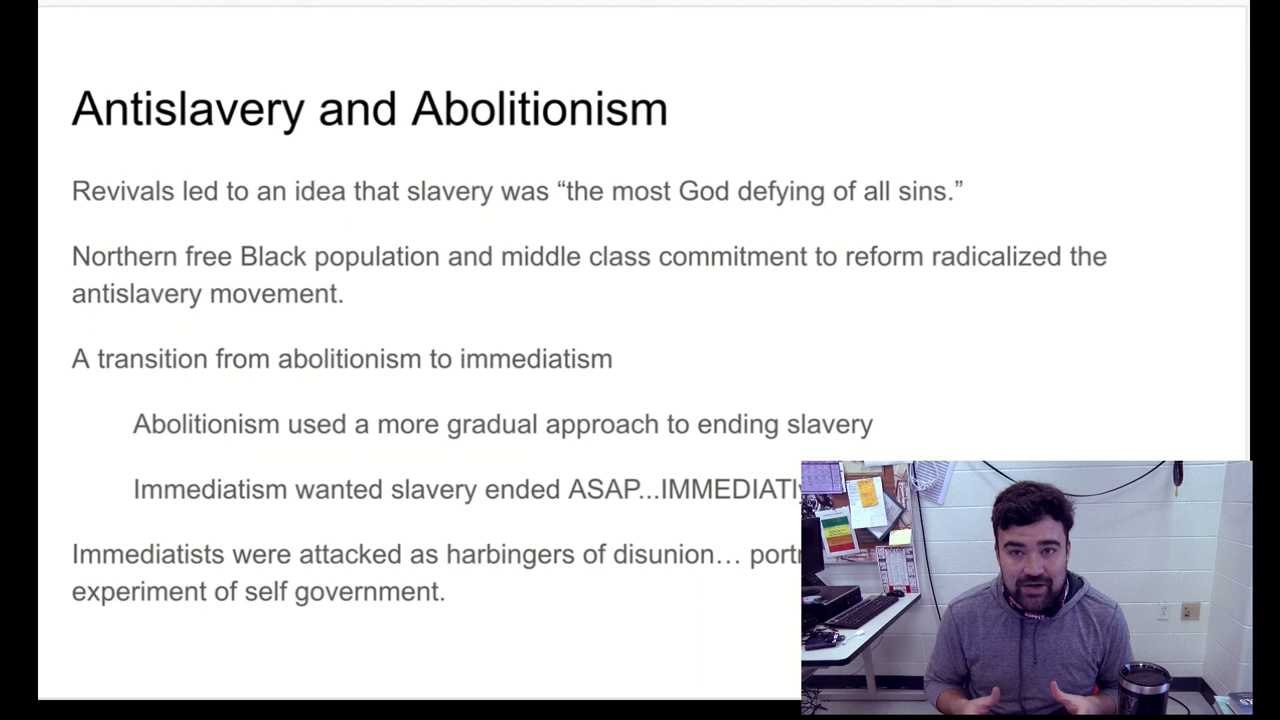 Antislavery and Abolitionism
Revivals led to an idea that slavery was “the most God defying of all sins.”
Northern free Black population and middle class commitment to reform radicalized the
antislavery movement.
A transition from abolitionism to immediatism
Abolitionism used a more gradual approach to ending slavery
Immediatism wanted slavery ended ASAP...IMMEDIATly
Immediatists were attacked as harbingers of disunion…
experiment of self government.